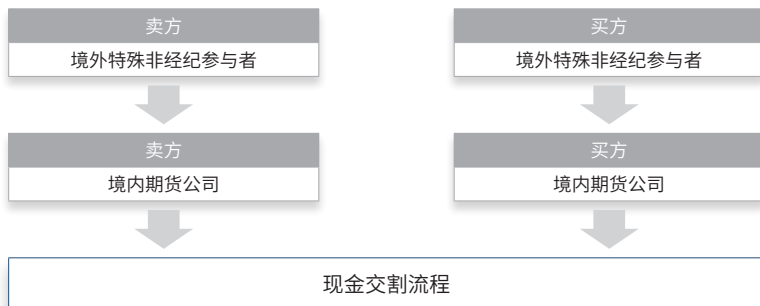 卖方
买方
境外特殊非经纪参与者
境外特殊非经纪参与者
卖方
买方
境内期货公司
境内期货公司
现金交割流程